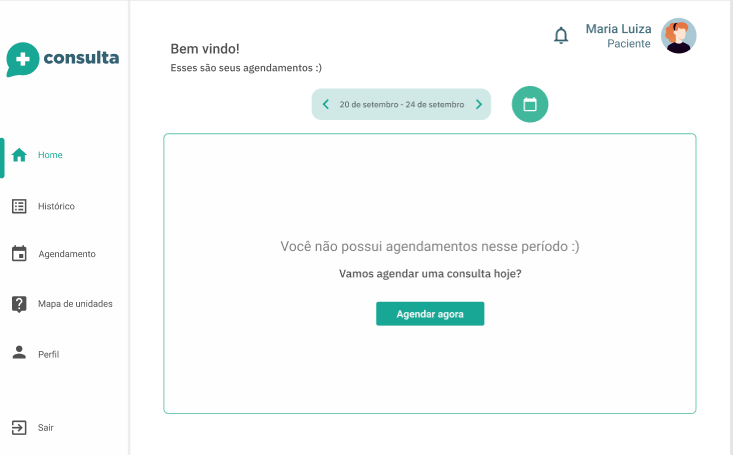 consulta
Home
Histórico
Agendamento
Mapa de unidades
Perfil
Sair
Bem vindo!
Esses são seus agendamentos :)
Maria Luiza
Paciente
20 de setembro - 24 de setembro
Você não possui agendamentos nesse período :)
Vamos agendar uma consulta hoje?
Agendar agora